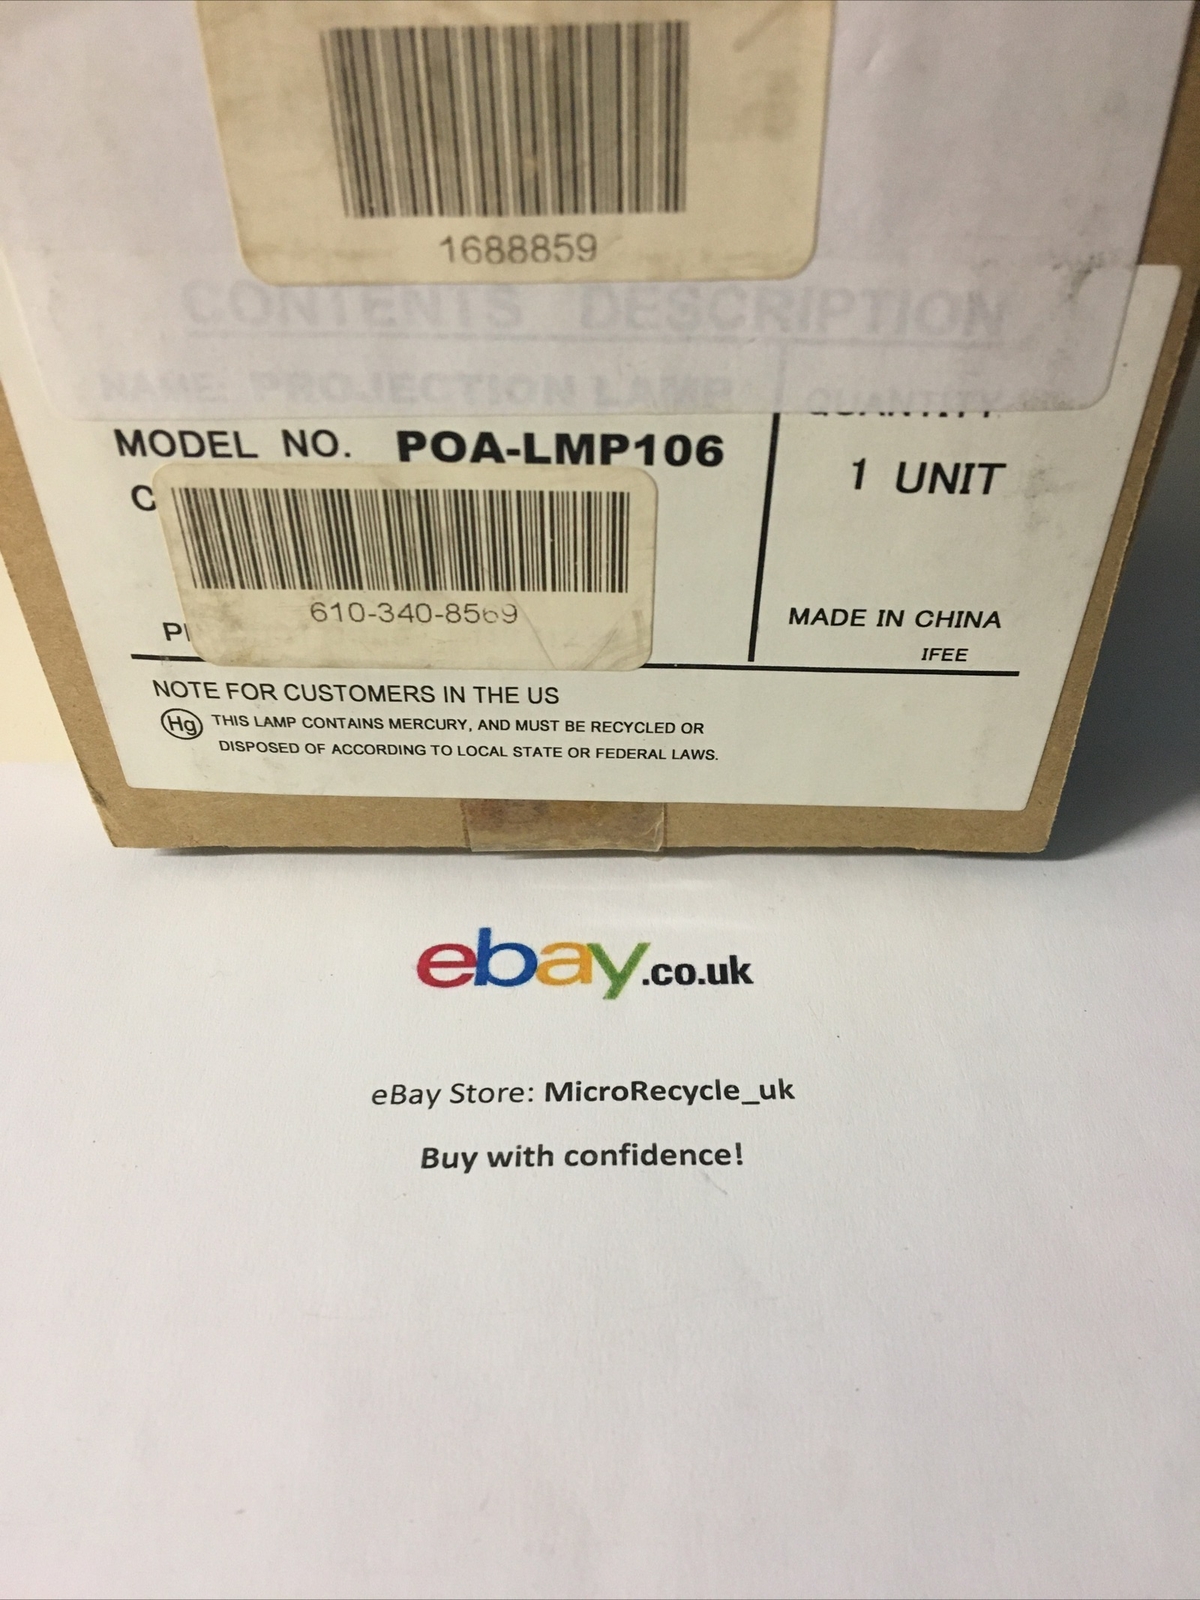 1688859
CONTENTS DESCRIPTION
NAME: PROJECTION LAMP
QUANTITY
MODEL NO. POA-LMP106
1 UNIT
C
610-340-8569
MADE IN CHINA
IFEE
NOTE FOR CUSTOMERS IN THE US
Hg THIS LAMP CONTAINS MERCURY, AND MUST BE RECYCLED OR
DISPOSED OF ACCORDING TO LOCAL STATE OR FEDERAL LAWS.
ebay.co.uk
eBay Store: MicroRecycle_uk
Buy with confidence!